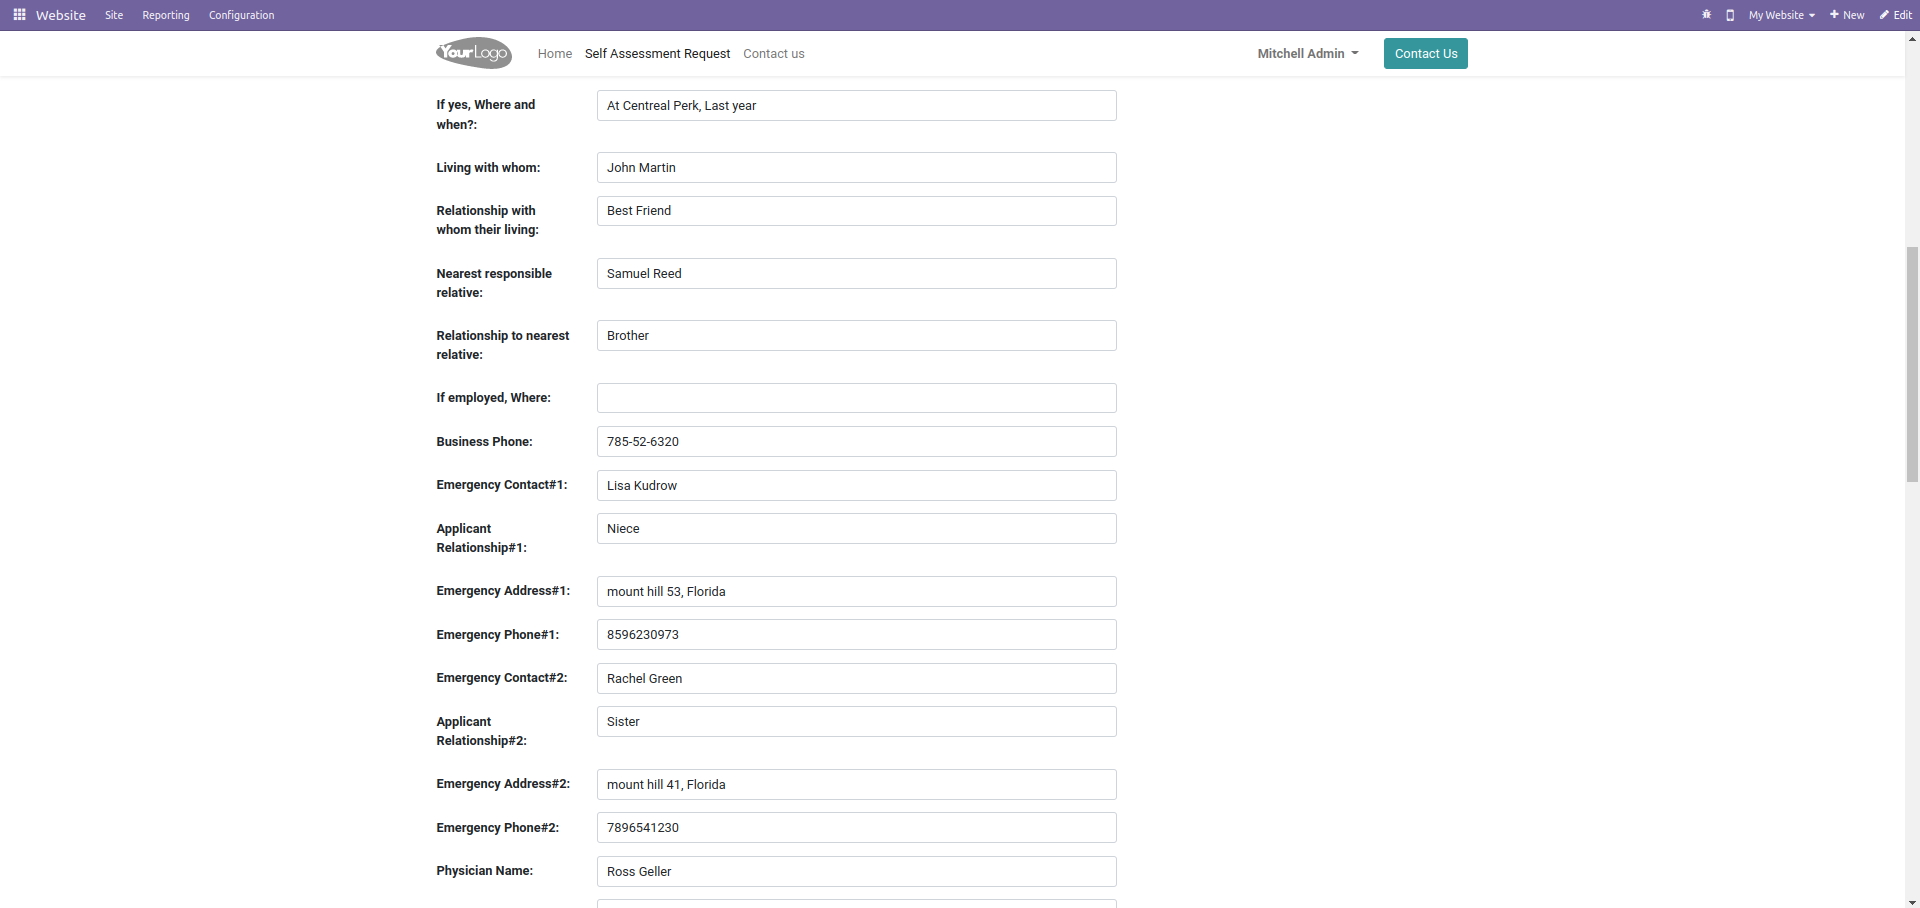 Website Site Reporting Configuration My Website New Edit
YourLogo Home Self Assessment Request Contact us Mitchell Admin Contact Us
If yes, Where and
when?:
At Centreal Perk, Last year
Living with whom:
John Martin
Relationship with
whom their living:
Best Friend
Nearest responsible
relative:
Samuel Reed
Relationship to nearest
relative:
Brother
If employed, Where:
Business Phone:
785-52-6320
Emergency Contact#1:
Lisa Kudrow
Applicant
Relationship#1:
Niece
Emergency Address#1:
mount hill 53, Florida
Emergency Phone#1:
8596230973
Emergency Contact#2:
Rachel Green
Applicant
Relationship#2:
Sister
Emergency Address#2:
mount hill 41, Florida
Emergency Phone#2:
7896541230
Physician Name:
Ross Geller